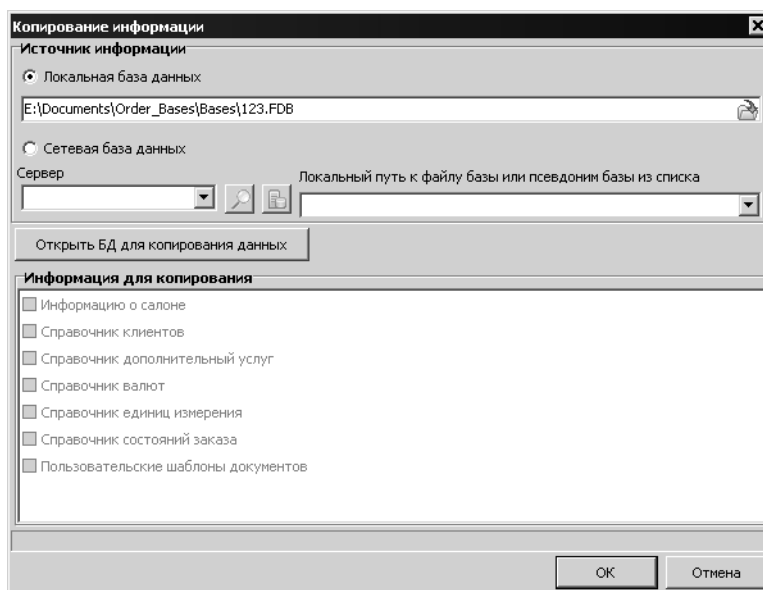 Копирование информации
Источник информации
Локальная база данных
E:\Documents\Order_Bases\Bases\123.FDB
Сетевая база данных
Сервер
Локальный путь к файлу базы или псевдоним базы из списка
Открыть БД для копирования данных
Информация для копирования
Информацию о салоне
Справочник клиентов
Справочник дополнительный услуг
Справочник валют
Справочник единиц измерения
Справочник состояний заказа
Пользовательские шаблоны документов
ОК
Отмена